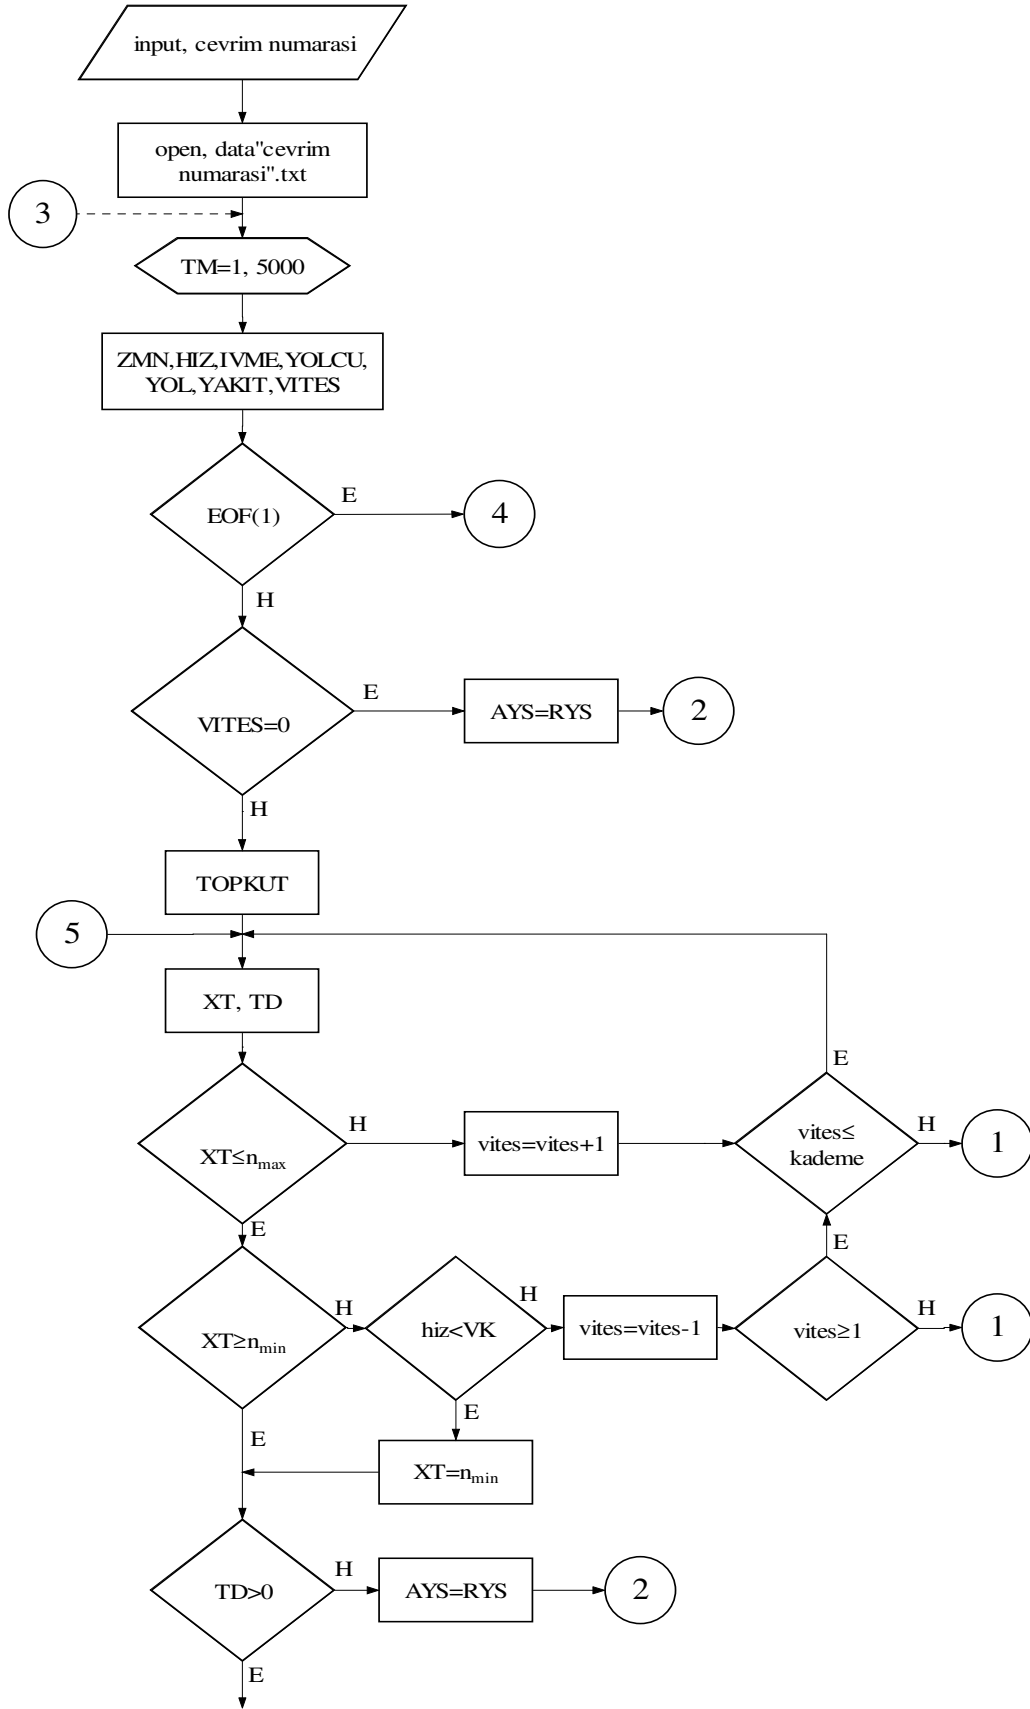 input, cevrim numarasi
open, data"cevrim
numarasi".txt
3
TM=1, 5000
ZMN,HIZ,IVME,YOLCU,
YOL,YAKIT,VITES
EOF(1)
E
4
H
VITES=0
E
AYS=RYS
2
H
TOPKUT
5
XT, TD
XT≤nmax
H
vites=vites+1
E
vites≤
kademe
H
1
E
XT≥nmin
H
hiz<VK
H
vites=vites-1
E
vites≥1
H
1
E
E
XT=nmin
TD>0
H
AYS=RYS
2
E